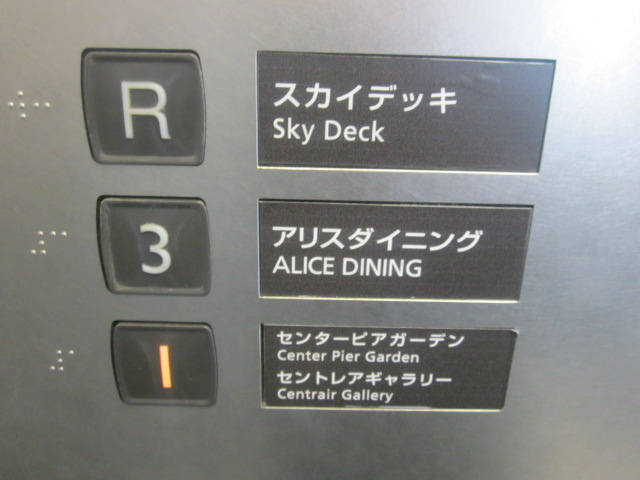 R
スカイデッキ
Sky Deck
3
アリスダイニング
ALICE DINING
1
センターピアガーデン
Center Pier Garden
セントレアギャラリー
Centrair Gallery